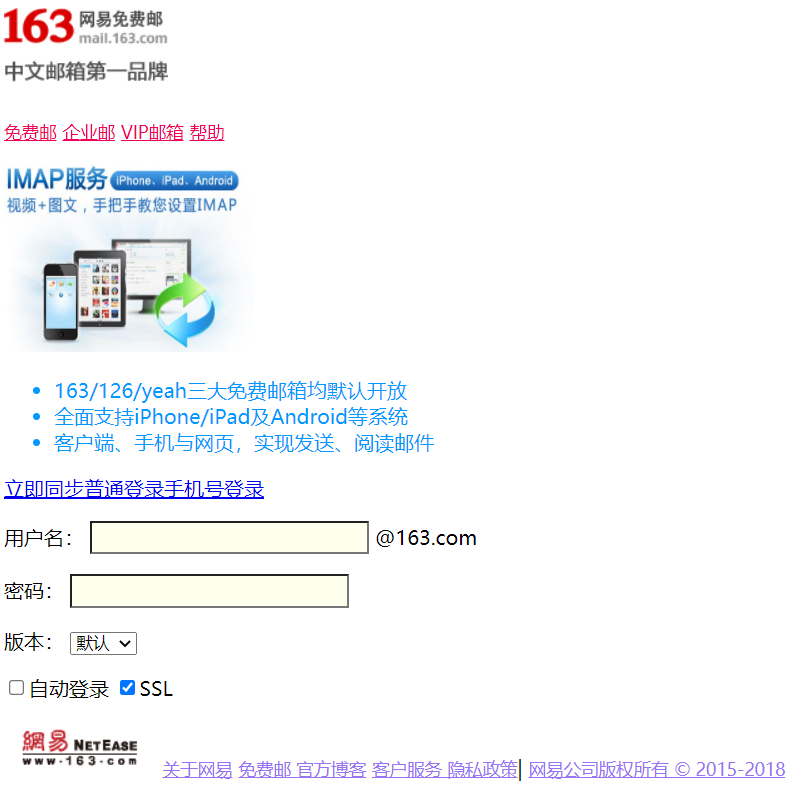 163 网易免费邮
mail.163.com
中文邮箱第一品牌
免费邮 企业邮 VIP邮箱 帮助
IMAP服务 iPhone、iPad、Android
视频+图文，手把手教您设置IMAP
163/126/yeah三大免费邮箱均默认开放
全面支持iPhone/iPad及Android等系统
客户端、手机与网页，实现发送、阅读邮件
立即同步普通登录手机号登录
用户名： @163.com
密码：
版本： 默认
自动登录 SSL
網易 NETEASE
www.163.com
关于网易 免费邮 官方博客 客户服务 隐私政策| 网易公司版权所有 © 2015-2018